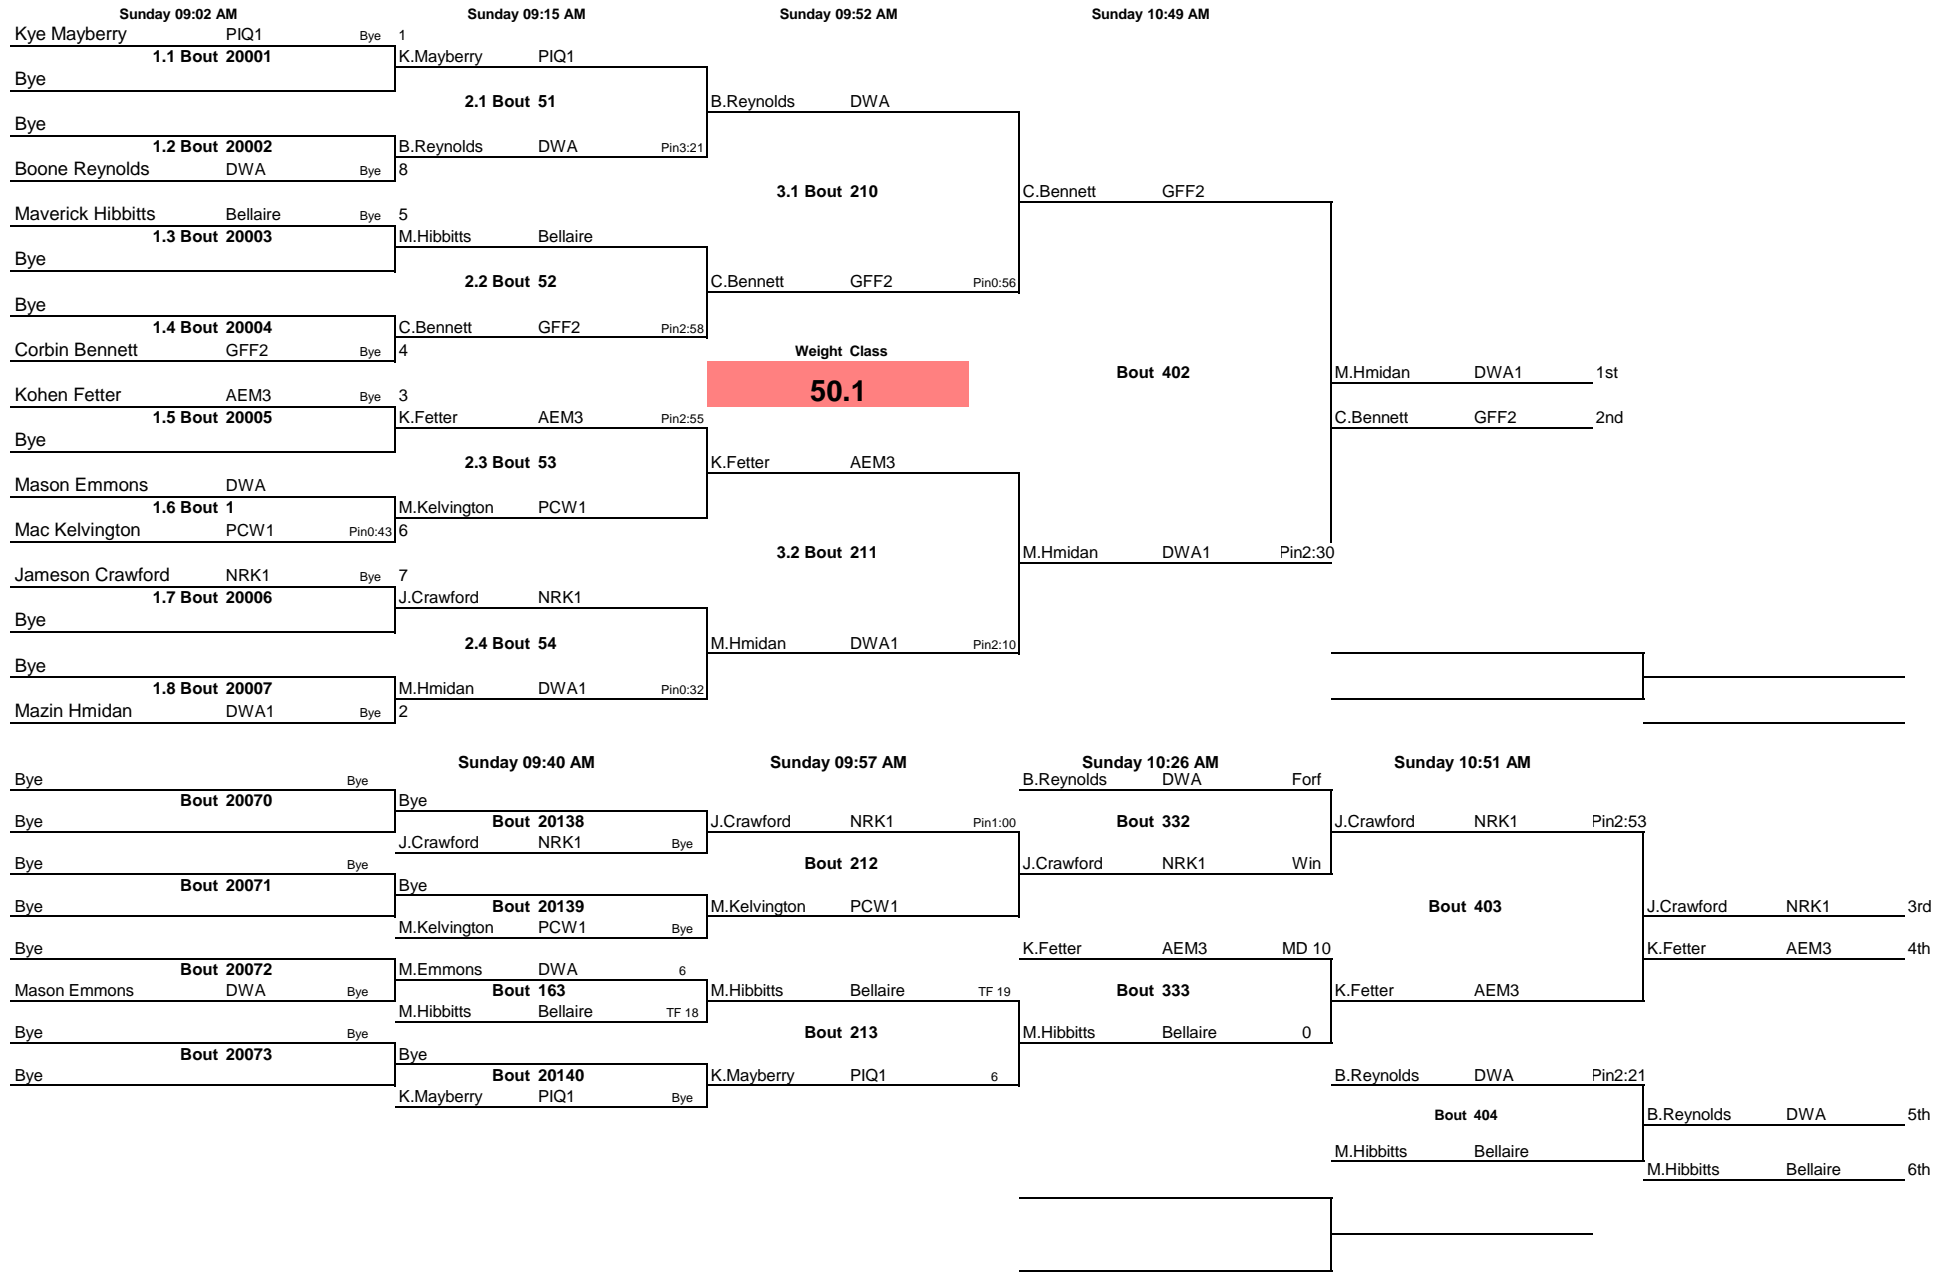 Sunday 09:02 AM Sunday 09:15 AM Sunday 09:52 AM Sunday 10:49 AM
Kye Mayberry PIQ1 Bye 1
1.1 Bout 20001 K.Mayberry PIQ1
Bye
2.1 Bout 51 B.Reynolds DWA
Bye
1.2 Bout 20002 B.Reynolds DWA Pin3:21
Boone Reynolds DWA Bye 8
3.1 Bout 210 C.Bennett GFF2
Maverick Hibbitts Bellaire Bye 5
1.3 Bout 20003 M.Hibbitts Bellaire
Bye
2.2 Bout 52 C.Bennett GFF2 Pin0:56
Bye
1.4 Bout 20004 C.Bennett GFF2 Pin2:58
Corbin Bennett GFF2 Bye 4 Weight Class
Bout 402 M.Hmidan DWA1 1st
50.1
Kohen Fetter AEM3 Bye 3
1.5 Bout 20005 K.Fetter AEM3 Pin2:55 C.Bennett GFF2 2nd
Bye
2.3 Bout 53 K.Fetter AEM3
Mason Emmons DWA
1.6 Bout 1 M.Kelvington PCW1
Mac Kelvington PCW1 Pin0:43 6
3.2 Bout 211 M.Hmidan DWA1 Pin2:30
Jameson Crawford NRK1 Bye 7
1.7 Bout 20006 J.Crawford NRK1
Bye
2.4 Bout 54 M.Hmidan DWA1 Pin2:10
Bye
1.8 Bout 20007 M.Hmidan DWA1 Pin0:32
Mazin Hmidan DWA1 Bye 2
Sunday 09:40 AM Sunday 09:57 AM Sunday 10:26 AM Sunday 10:51 AM
Bye Bye B.Reynolds DWA Forf
Bout 20070 Bye
Bye Bout 20138 J.Crawford NRK1 Pin1:00 Bout 332 J.Crawford NRK1 Pin2:53
J.Crawford NRK1 Bye
Bye Bye Bout 212 J.Crawford NRK1 Win
Bout 20071 Bye
Bye Bout 20139 M.Kelvington PCW1 Bout 403 J.Crawford NRK1 3rd
M.Kelvington PCW1 Bye
Bye K.Fetter AEM3 MD 10 K.Fetter AEM3 4th
Bout 20072 M.Emmons DWA 6
Mason Emmons DWA Bye Bout 163 M.Hibbitts Bellaire TF 19 Bout 333 K.Fetter AEM3
M.Hibbitts Bellaire TF 18
Bye Bye Bout 213 M.Hibbitts Bellaire 0
Bout 20073 Bye
Bye Bout 20140 K.Mayberry PIQ1 6 B.Reynolds DWA Pin2:21
K.Mayberry PIQ1 Bye
Bout 404 B.Reynolds DWA 5th
M.Hibbitts Bellaire
M.Hibbitts Bellaire 6th